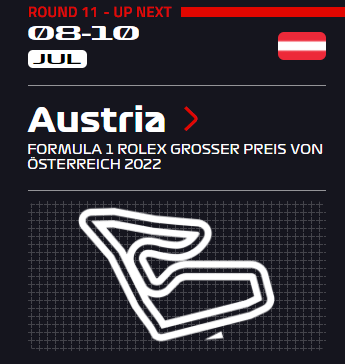 ROUND 11 - UP NEXT
08-10
JUL
Austria
FORMULA 1 ROLEX GROSSER PREIS VON
ÖSTERREICH 2022